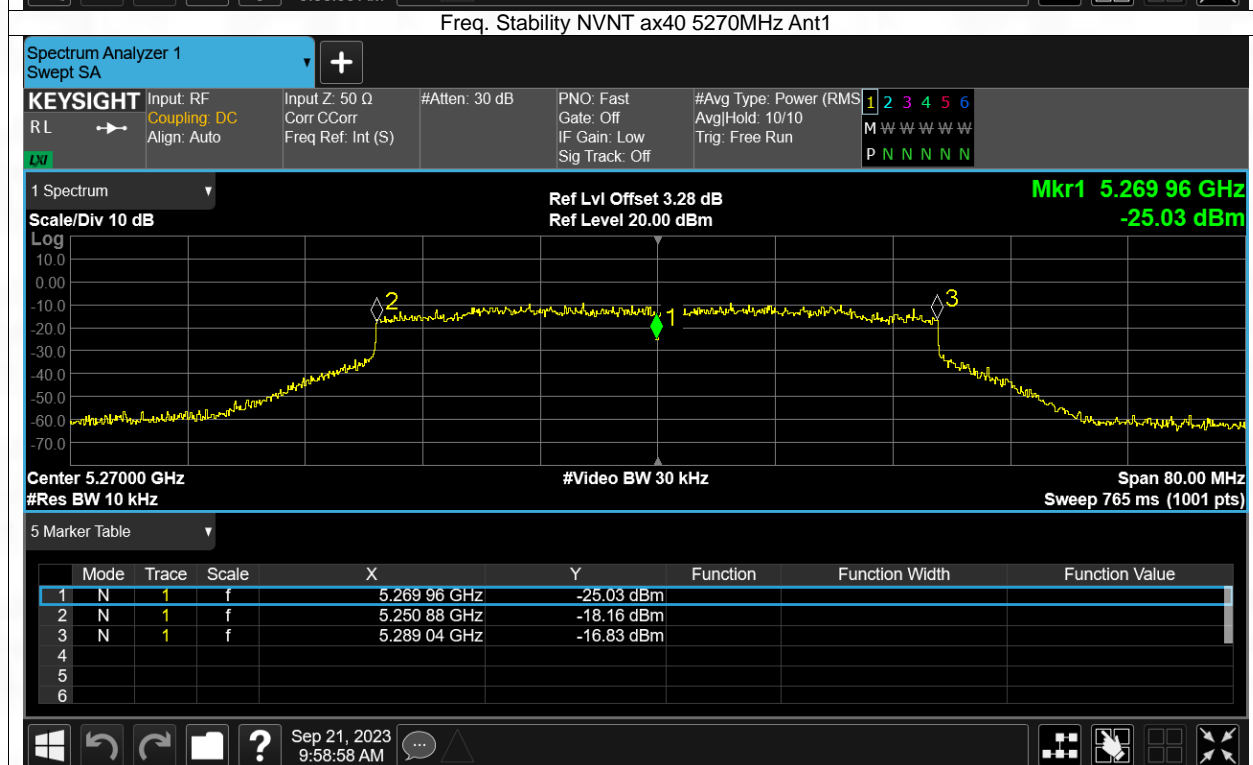 Freq. Stability NVNT ax40 5270MHz Ant1
Spectrum Analyzer 1
Swept SA
+
KEYSIGHT
RL
LXI
Input: RF
Coupling: DC
Align: Auto
Input Z: 50 Ω
Corr CCorr
Freq Ref: Int (S)
#Atten: 30 dB
PNO: Fast
Gate: Off
IF Gain: Low
Sig Track: Off
#Avg Type: Power (RMS
Avg|Hold: 10/10
Trig: Free Run
1 2 3 4 5 6
M W W W W W
P N N N N N
1 Spectrum
Scale/Div 10 dB
Ref Lvl Offset 3.28 dB
Ref Level 20.00 dBm
Mkr1 5.269 96 GHz
-25.03 dBm
Log
10.0
0.00
-10.0
-20.0
-30.0
-40.0
-50.0
-60.0
-70.0
2
1
3
Center 5.27000 GHz
#Video BW 30 kHz
Span 80.00 MHz
#Res BW 10 kHz
Sweep 765 ms (1001 pts)
5 Marker Table
Mode Trace Scale X Y Function Function Width Function Value
1 N 1 f 5.269 96 GHz -25.03 dBm
2 N 1 f 5.250 88 GHz -18.16 dBm
3 N 1 f 5.289 04 GHz -16.83 dBm
4
5
6
?
Sep 21, 2023
9:58:58 AM